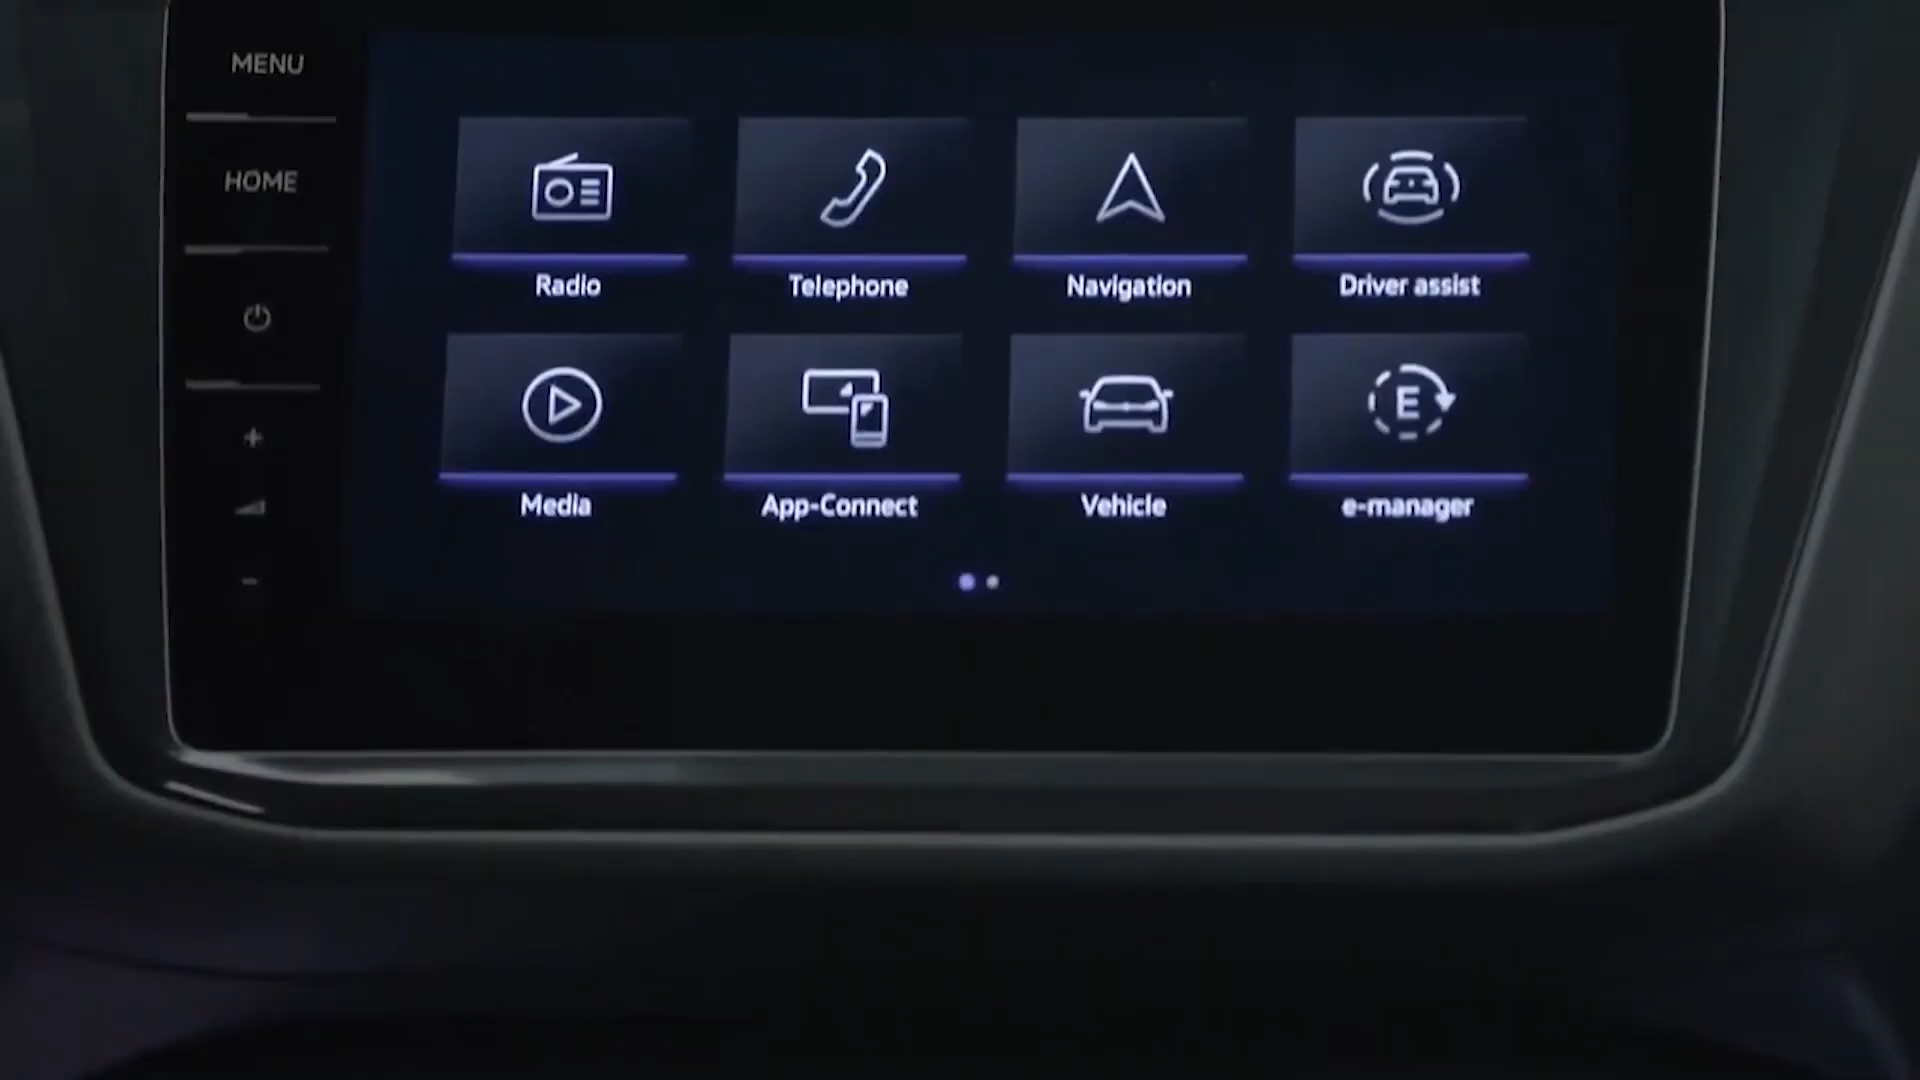 MENU
HOME
Radio
Telephone
Navigation
Driver assist
Media
App-Connect
Vehicle
E
e-manager